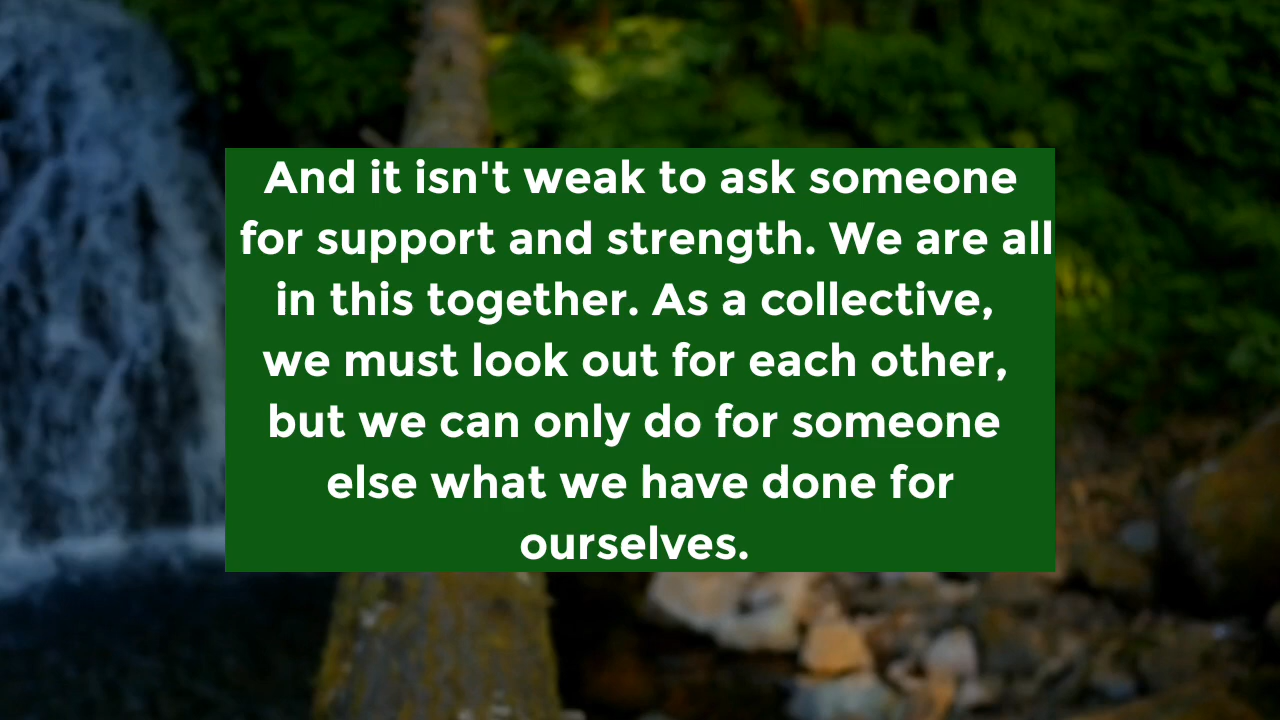 And it isn't weak to ask someone
for support and strength. We are all
in this together. As a collective,
we must look out for each other,
but we can only do for someone
else what we have done for
ourselves.